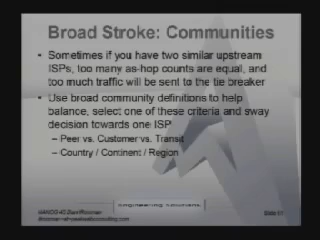 Broad Stroke: Communities
• Sometimes if you have two similar upstream
ISPs, too many as-hop counts are equal, and
too much traffic will be sent to the tie breaker
• Use broad community definitions to help
balance, select one of these criteria and sway
decision towards one ISP
– Peer vs. Customer vs. Transit
– Country / Continent / Region
Engineering Solutions